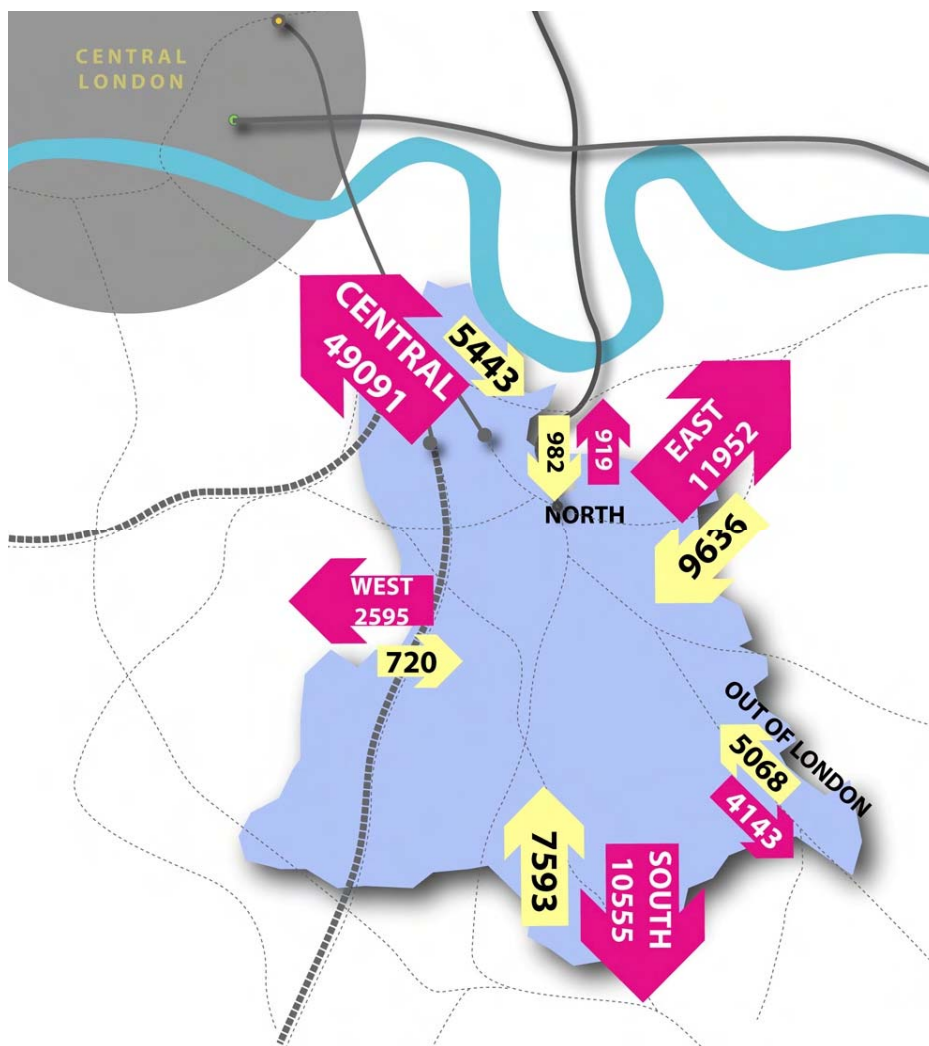 CENTRAL
LONDON
CENTRAL
49091
5443
982
919
EAST
11952
NORTH
9636
WEST
2595
720
OUT OF LONDON
5068
4143
7593
SOUTH
10555